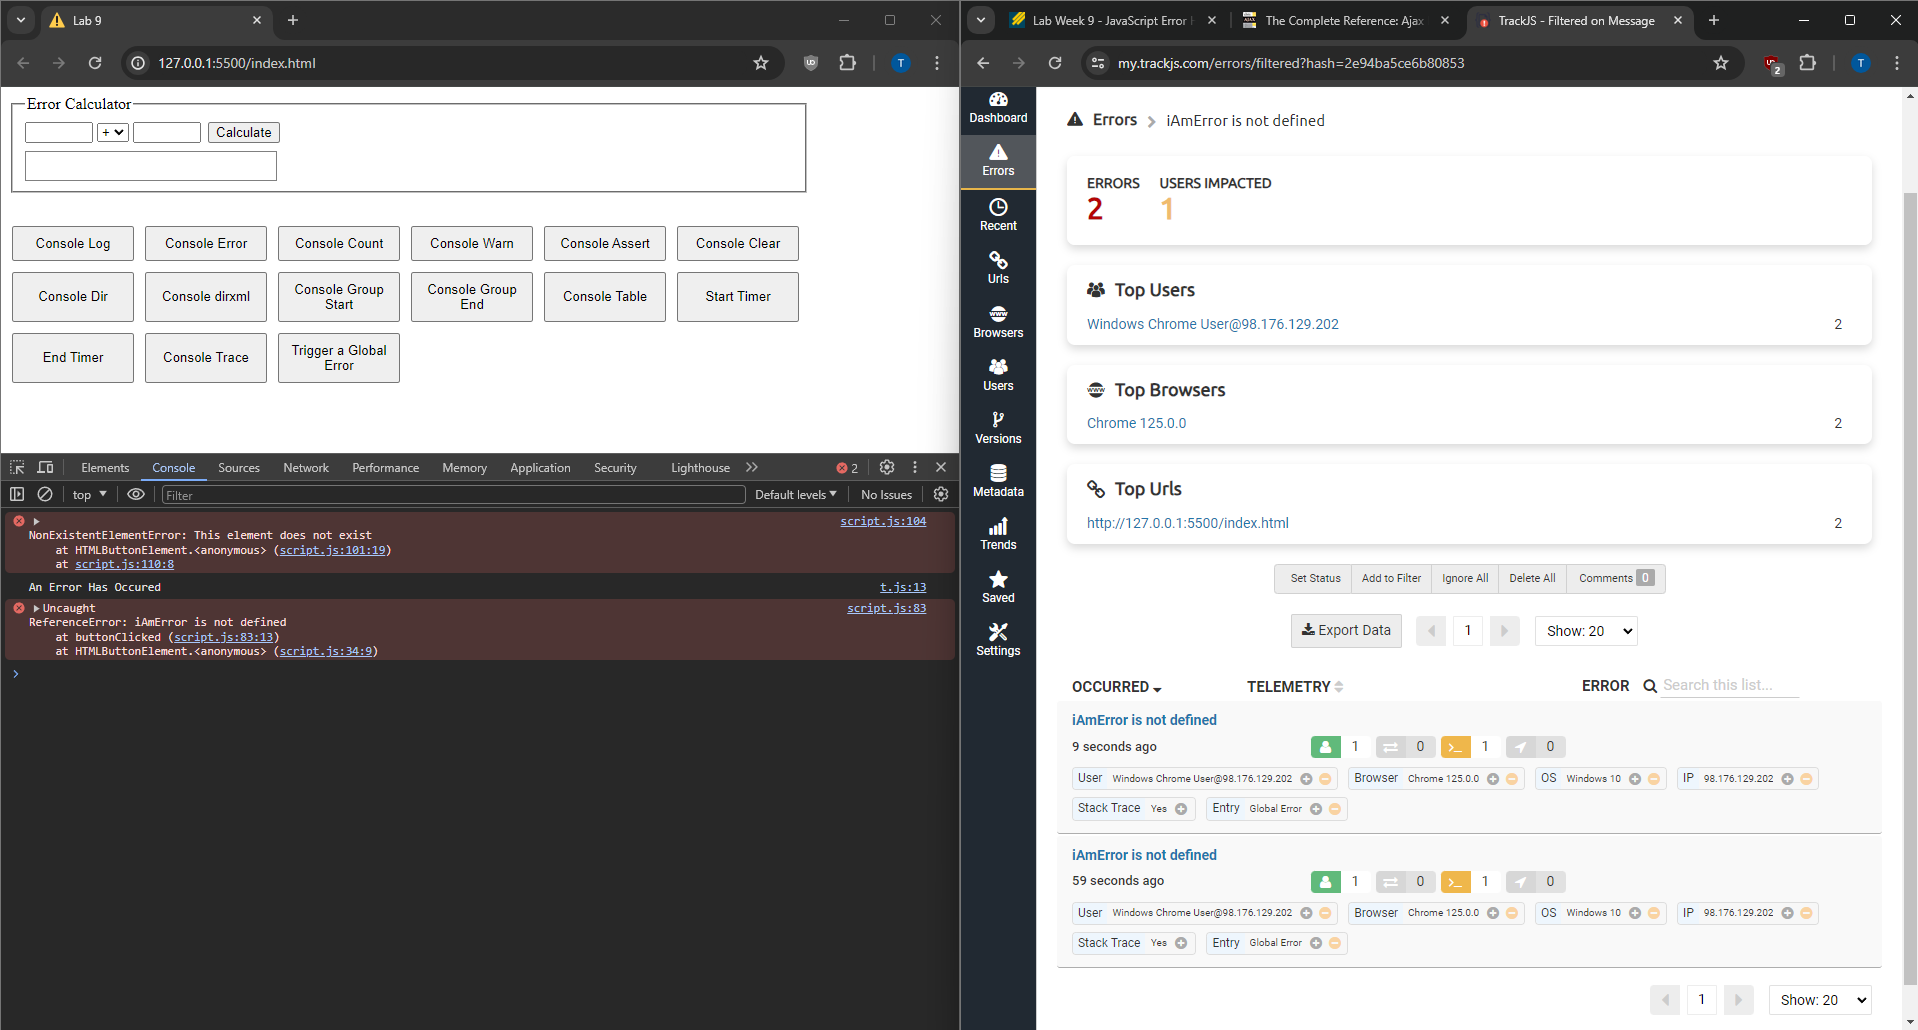 Lab 9
127.0.0.1:5500/index.html
Error Calculator
+
Calculate
Console Log
Console Error
Console Count
Console Warn
Console Assert
Console Clear
Console Dir
Console dirxml
Console Group
Start
Console Group
End
Console Table
Start Timer
End Timer
Console Trace
Trigger a Global
Error
Elements Console Sources Network Performance Memory Application Security Lighthouse 2
top Filter Default levels No Issues
script.js:104
NonExistentElementError: This element does not exist
at HTMLButtonElement.<anonymous> (script.js:101:19)
at script.js:110:8
An Error Has Occured t.js:13
Uncaught script.js:83
ReferenceError: iAmError is not defined
at buttonClicked (script.js:83:13)
at HTMLButtonElement.<anonymous> (script.js:34:9)
Lab Week 9 - JavaScript Error
The Complete Reference: Ajax
TrackJS - Filtered on Message
my.trackjs.com/errors/filtered?hash=2e94ba5ce6b80853
2
T
T
Dashboard
Errors
Recent
Urls
Browsers
Users
Versions
Metadata
Trends
Saved
Settings
Errors > iAmError is not defined
ERRORS USERS IMPACTED
2 1
Top Users
Windows Chrome User@98.176.129.202 2
Top Browsers
Chrome 125.0.0 2
Top Urls
http://127.0.0.1:5500/index.html 2
Set Status Add to Filter Ignore All Delete All Comments 0
Export Data 1 Show: 20
OCCURRED TELEMETRY ERROR Search this list...
iAmError is not defined
9 seconds ago 1 0 1 0
User Windows Chrome User@98.176.129.202 Browser Chrome 125.0.0 OS Windows 10 IP 98.176.129.202
Stack Trace Yes Entry Global Error
iAmError is not defined
59 seconds ago 1 0 1 0
User Windows Chrome User@98.176.129.202 Browser Chrome 125.0.0 OS Windows 10 IP 98.176.129.202
Stack Trace Yes Entry Global Error
1 Show: 20